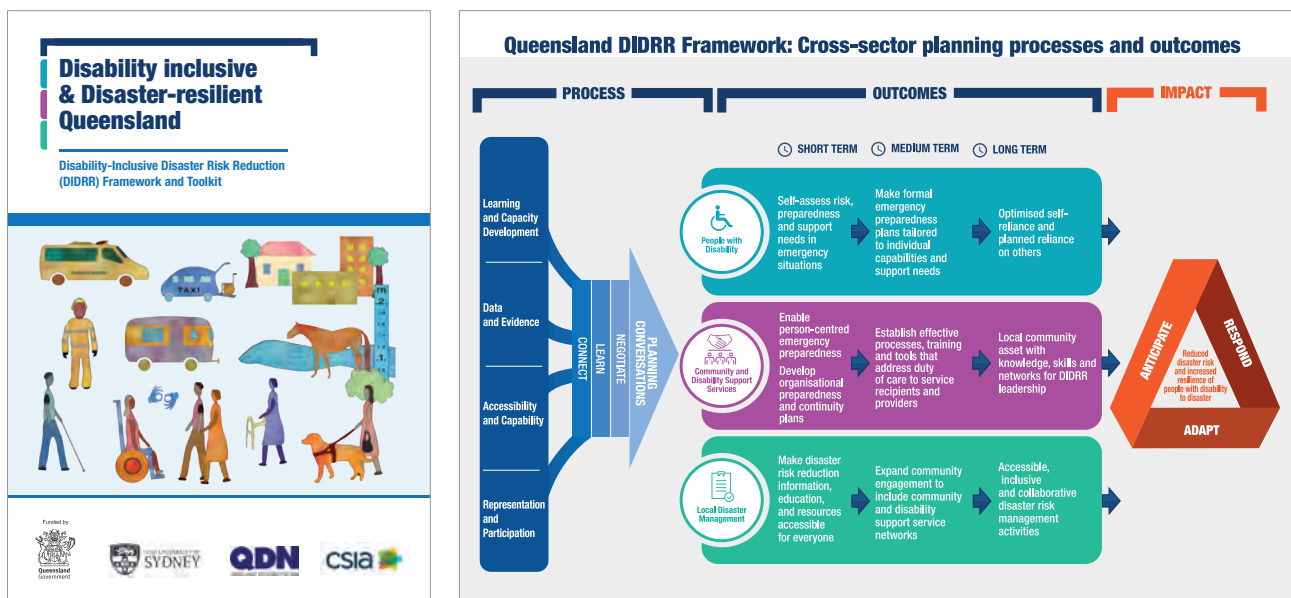 Disability inclusive
& Disaster-resilient
Queensland
Disability-Inclusive Disaster Risk Reduction
(DIDRR) Framework and Toolkit
TAXI
m
.2
.1
Funded by
Queensland
Government
SYDNEY
QDN
csia
Queensland DIDRR Framework: Cross-sector planning processes and outcomes
PROCESS
OUTCOMES
IMPACT
SHORT TERM
MEDIUM TERM
LONG TERM
Learning
and Capacity
Development
Data
and Evidence
Accessibility
and Capability
Representation
and
Participation
CONNECT
LEARN
NEGOTIATE
PLANNING
CONVERSATIONS
People with
Disability
Self-assess risk,
preparedness
and support
needs in
emergency
situations
Make formal
emergency
preparedness
plans tailored
to individual
capabilities and
support needs
Optimised self-
reliance and
planned reliance
on others
Community and
Disability Support
Services
Enable
person-centred
emergency
preparedness
Develop
organisational
preparedness
and continuity
plans
Establish effective
processes, training
and tools that
address duty
of care to service
recipients and
providers
Local community
asset with
knowledge, skills and
networks for DIDRR
leadership
Local Disaster
Management
Make disaster
risk reduction
information,
education,
and resources
accessible
for everyone
Expand community
engagement to
include community
and disability
support service
networks
Accessible,
inclusive
and collaborative
disaster risk
management
activities
ANTICIPATE
RESPOND
ADAPT
Reduced
disaster risk
and increased
resilience of
people with disability
to disaster